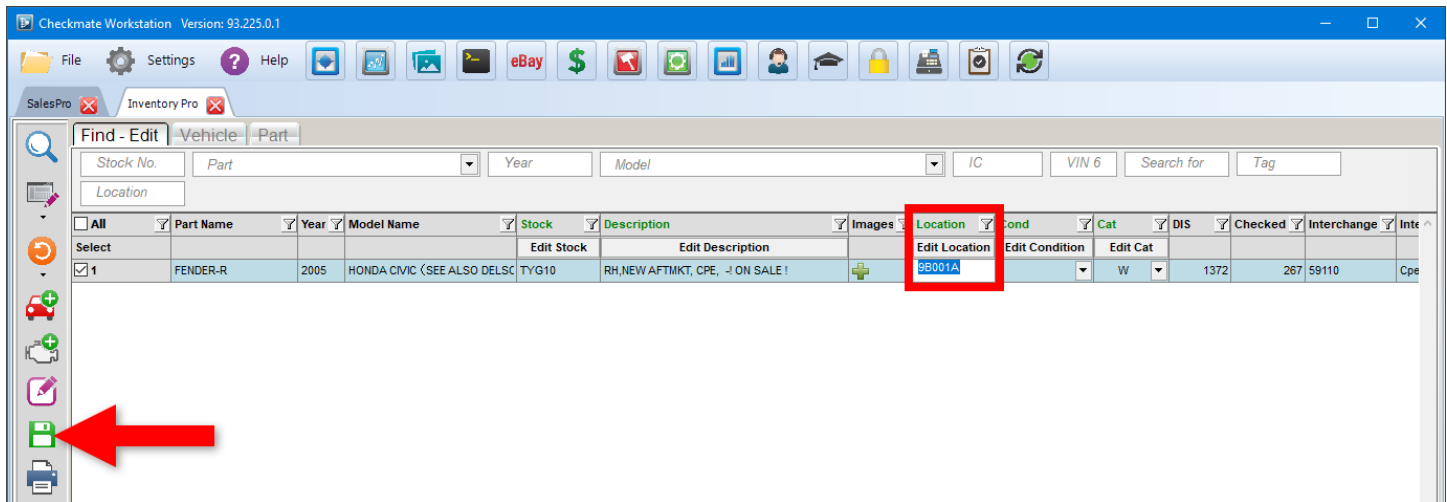 Checkmate Workstation Version: 93.225.0.1
File Settings ? Help eBay $
SalesPro Inventory Pro
Find - Edit Vehicle Part
Stock No. Part Year Model IC VIN 6 Search for Tag
Location
All Part Name Year Model Name Stock Description Images Location Cond Cat DIS Checked Interchange Inte
Select Edit Stock Edit Description Edit Location Edit Condition Edit Cat
1 FENDER-R 2005 HONDA CIVIC (SEE ALSO DELSC TYG10 RH,NEW AFTMKT, CPE, -! ON SALE ! 9B001A W 1372 267 59110 Cpe